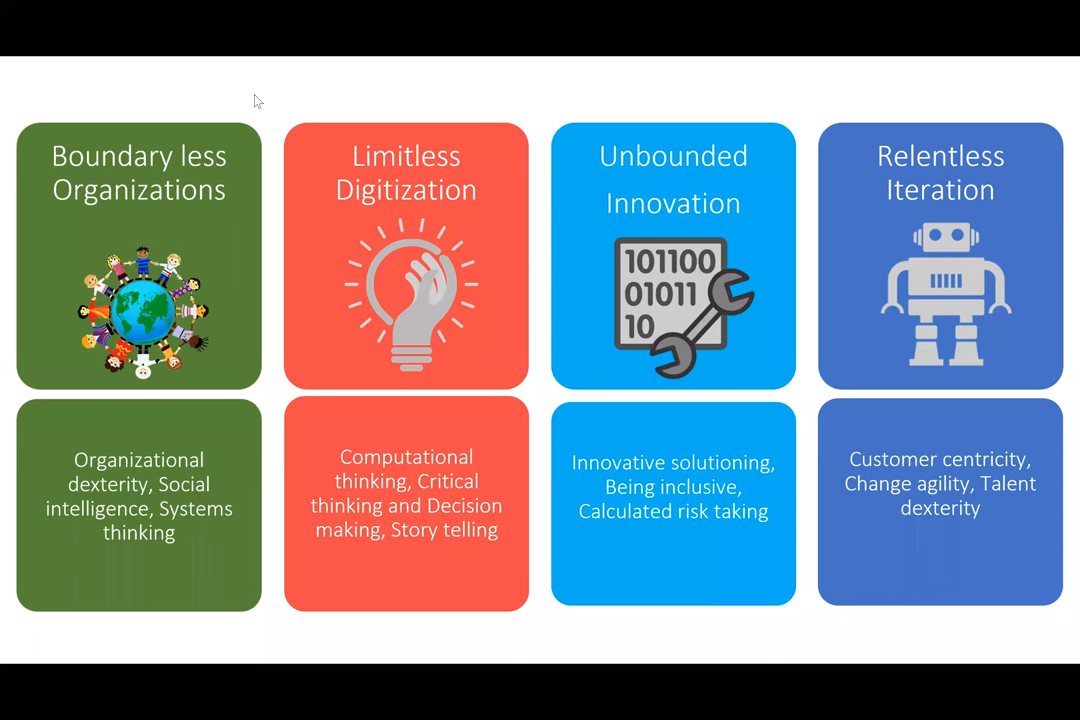 Boundary less
Organizations
Limitless
Digitization
Unbounded
Innovation
101100
01011
10
Relentless
Iteration
Organizational
dexterity, Social
intelligence, Systems
thinking
Computational
thinking, Critical
thinking and Decision
making, Story telling
Innovative solutioning,
Being inclusive,
Calculated risk taking
Customer centricity,
Change agility, Talent
dexterity